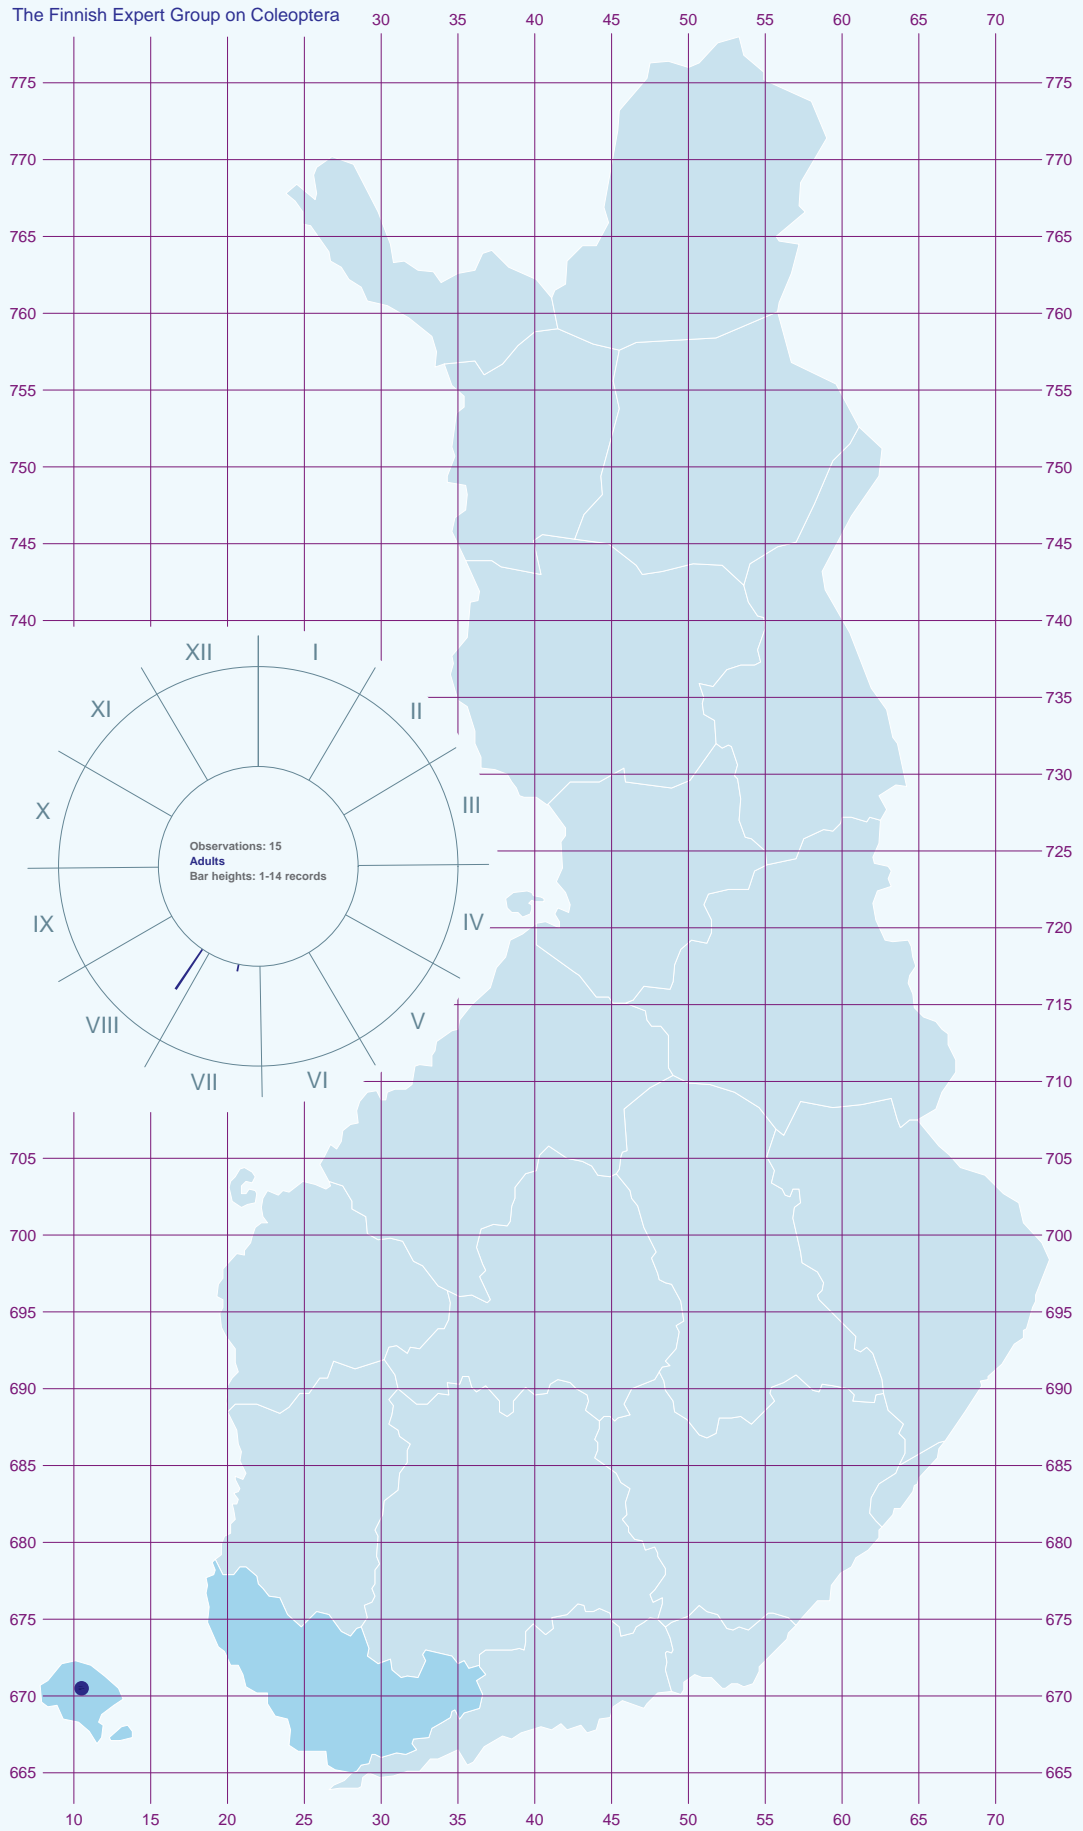 The Finnish Expert Group on Coleoptera
30 40 45 50 55 60 65 70
775 775
770 770
765 765
760 760
755 755
750 750
745 745
740 740
XII I
XI II
735
730
X III
Observations: 15
Adults
Bar heights: 1-14 records
725
IX IV
720
VIII V
715
VII VI
710
705 705
700 700
695 695
690 690
685 685
680 680
675 675
670 670
665 665
10 15 20 25 30 35 40 45 50 55 60 65 70